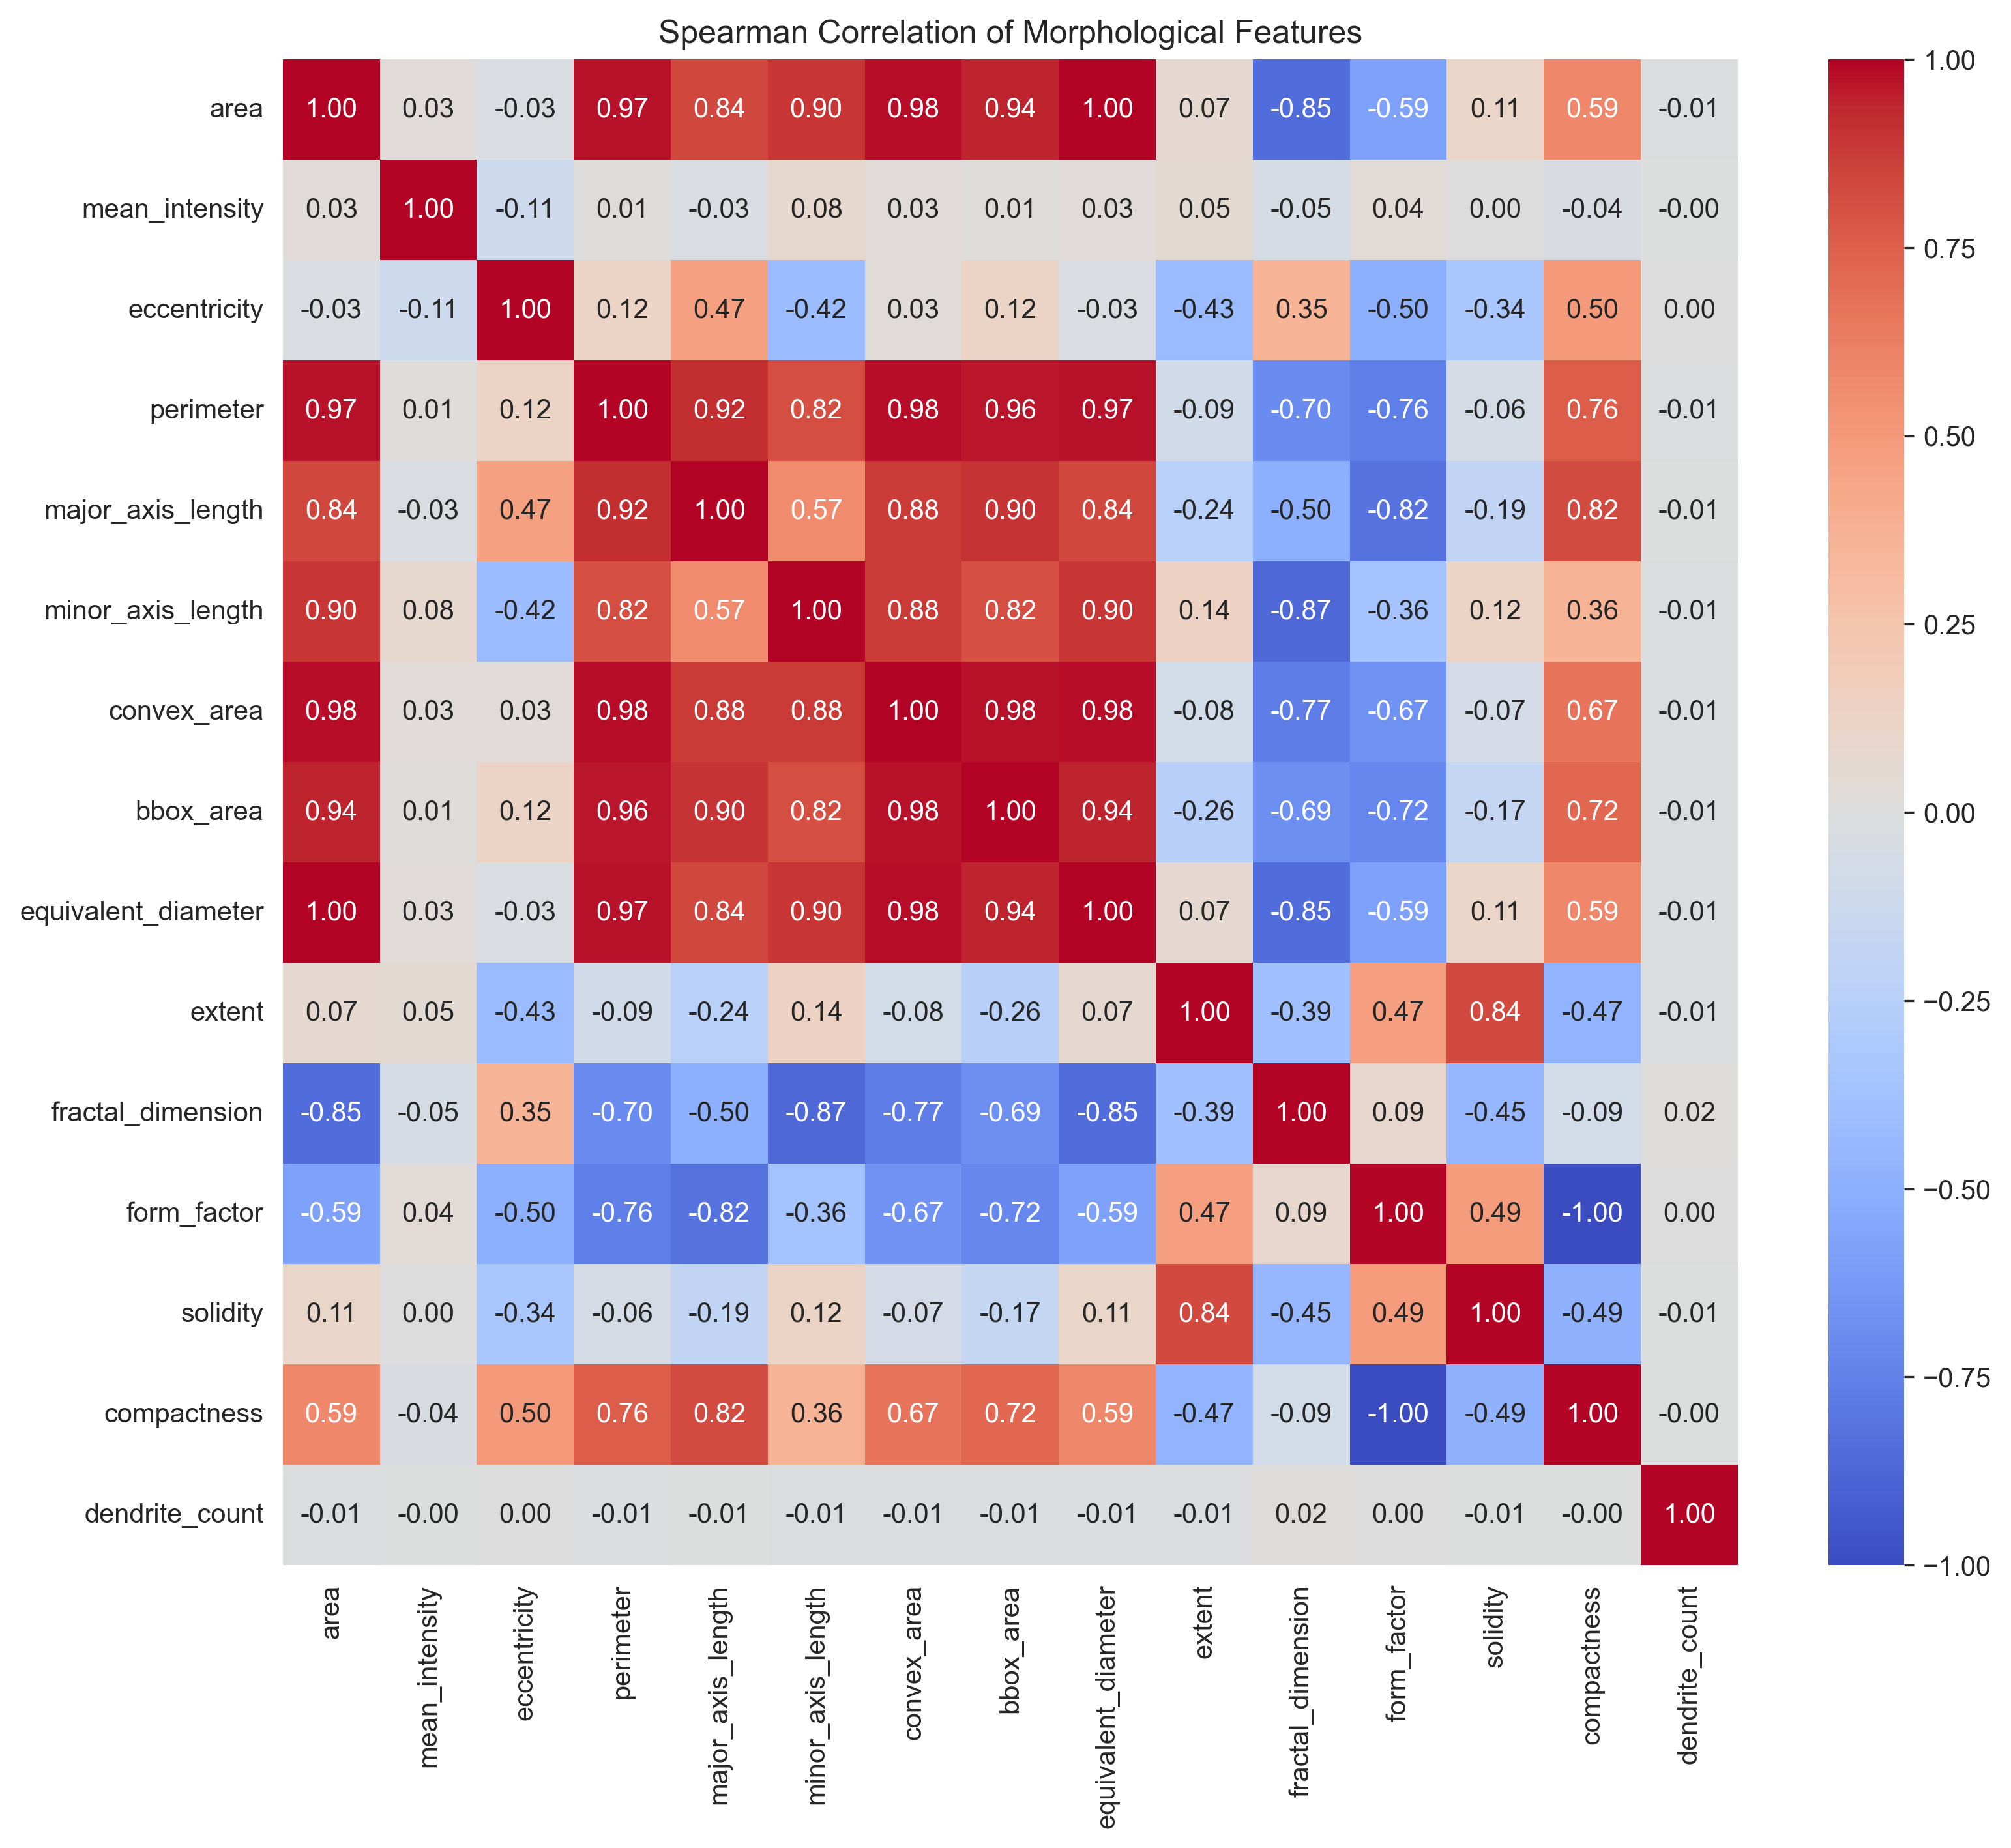 Spearman Correlation of Morphological Features
area 1.00 0.03 -0.03 0.97 0.84 0.90 0.98 0.94 1.00 0.07 -0.85 -0.59 0.11 0.59 -0.01
mean_intensity 0.03 1.00 -0.11 0.01 -0.03 0.08 0.03 0.01 0.03 0.05 -0.05 0.04 0.00 -0.04 -0.00
eccentricity -0.03 -0.11 1.00 0.12 0.47 -0.42 0.03 0.12 -0.03 -0.43 0.35 -0.50 -0.34 0.50 0.00
perimeter 0.97 0.01 0.12 1.00 0.92 0.82 0.98 0.96 0.97 -0.09 -0.70 -0.76 -0.06 0.76 -0.01
major_axis_length 0.84 -0.03 0.47 0.92 1.00 0.57 0.88 0.90 0.84 -0.24 -0.50 -0.82 -0.19 0.82 -0.01
minor_axis_length 0.90 0.08 -0.42 0.82 0.57 1.00 0.88 0.82 0.90 0.14 -0.87 -0.36 0.12 0.36 -0.01
convex_area 0.98 0.03 0.03 0.98 0.88 0.88 1.00 0.98 0.98 -0.08 -0.77 -0.67 -0.07 0.67 -0.01
bbox_area 0.94 0.01 0.12 0.96 0.90 0.82 0.98 1.00 0.94 -0.26 -0.69 -0.72 -0.17 0.72 -0.01
equivalent_diameter 1.00 0.03 -0.03 0.97 0.84 0.90 0.98 0.94 1.00 0.07 -0.85 -0.59 0.11 0.59 -0.01
extent 0.07 0.05 -0.43 -0.09 -0.24 0.14 -0.08 -0.26 0.07 1.00 -0.39 0.47 0.84 -0.47 -0.01
fractal_dimension -0.85 -0.05 0.35 -0.70 -0.50 -0.87 -0.77 -0.69 -0.85 -0.39 1.00 0.09 -0.45 -0.09 0.02
form_factor -0.59 0.04 -0.50 -0.76 -0.82 -0.36 -0.67 -0.72 -0.59 0.47 0.09 1.00 0.49 -1.00 0.00
solidity 0.11 0.00 -0.34 -0.06 -0.19 0.12 -0.07 -0.17 0.11 0.84 -0.45 0.49 1.00 -0.49 -0.01
compactness 0.59 -0.04 0.50 0.76 0.82 0.36 0.67 0.72 0.59 -0.47 -0.09 -1.00 -0.49 1.00 -0.00
dendrite_count -0.01 -0.00 0.00 -0.01 -0.01 -0.01 -0.01 -0.01 -0.01 -0.01 0.02 0.00 -0.01 -0.00 1.00
area
mean_intensity
eccentricity
perimeter
major_axis_length
minor_axis_length
convex_area
bbox_area
equivalent_diameter
extent
fractal_dimension
form_factor
solidity
compactness
dendrite_count
1.00
0.75
0.50
0.25
0.00
−0.25
−0.50
−0.75
−1.00